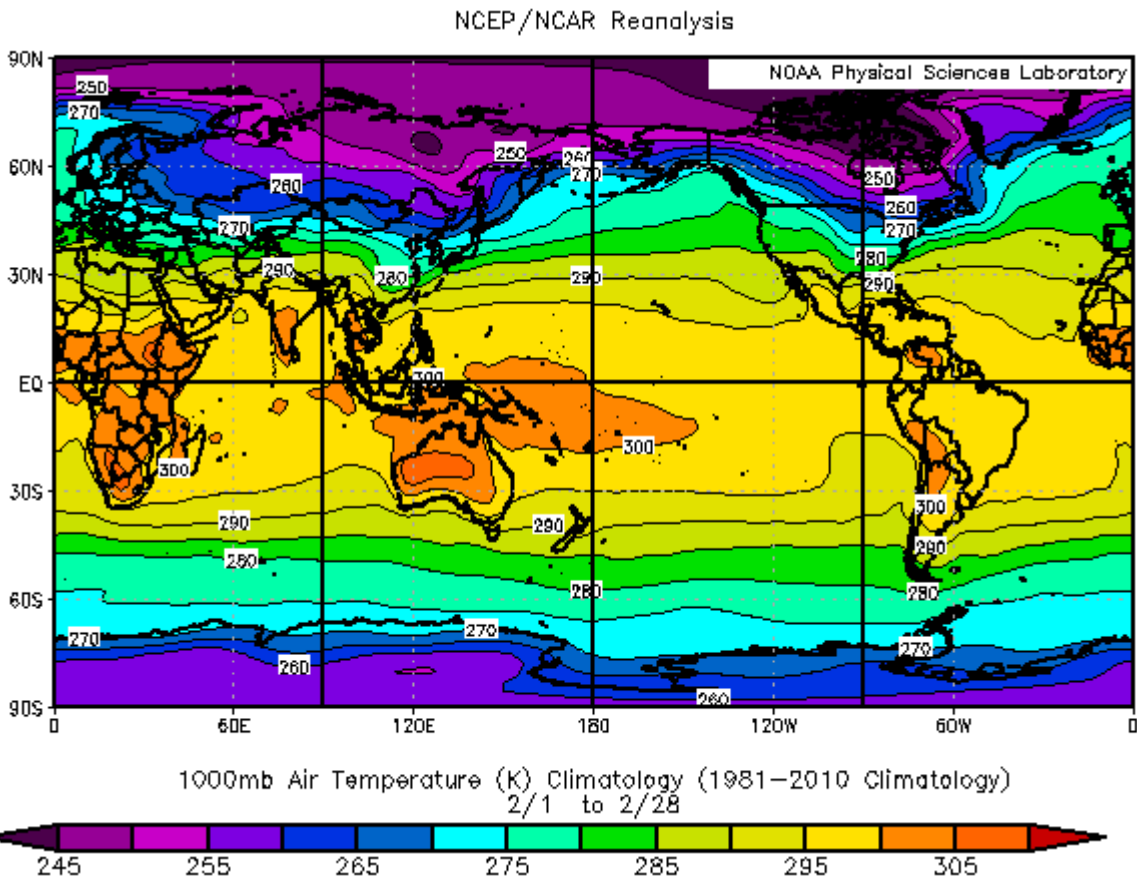 NCEP/NCAR Reanalysis
90N
NOAA Physical Sciences Laboratory
250
270
60N
250
260
270
260
250
260
270
270
280
30N
290
280
290
290
EQ
300
300
300
30S
300
290
290
290
280
280
280
60S
270
270
270
260
260
90S
0 60E 120E 180 120W 60W 0
1000mb Air Temperature (K) Climatology (1981-2010 Climatology)
2/1 to 2/28
245 255 265 275 285 295 305